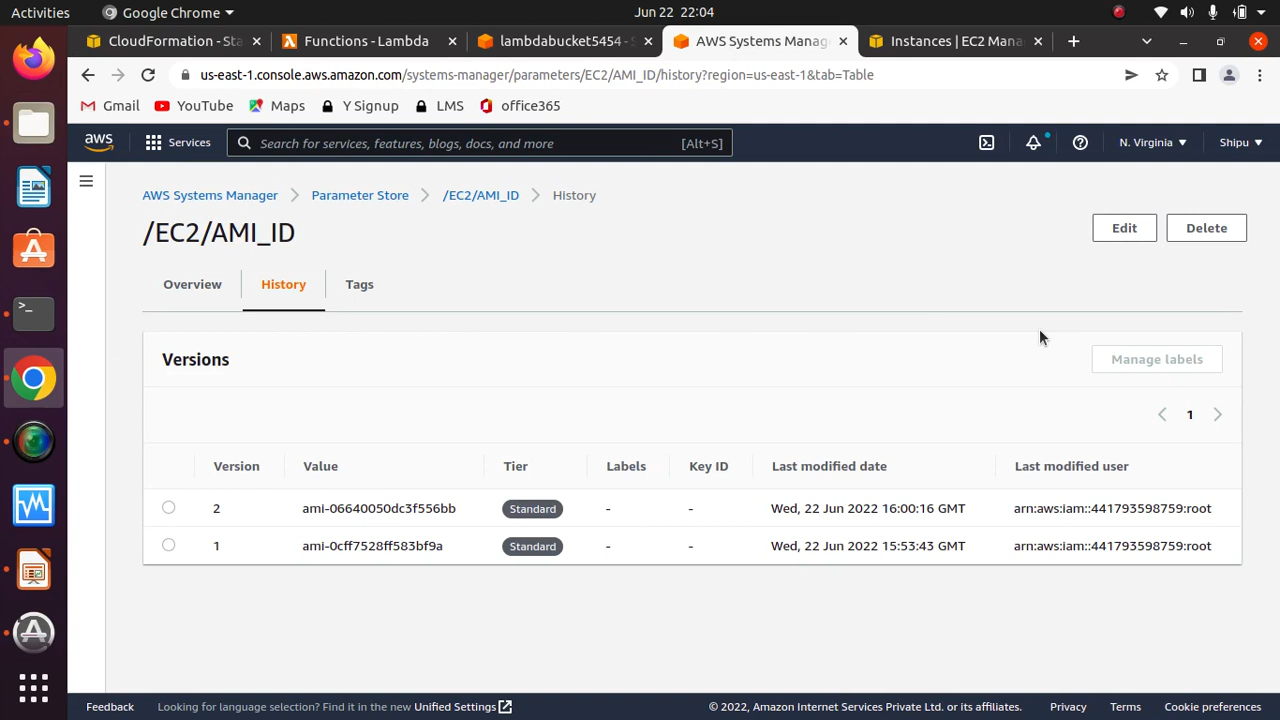 Activities
Google Chrome
Jun 22 22:04
CloudFormation - Sta
Functions - Lambda
lambdabucket5454 - S
AWS Systems Manag
Instances | EC2 Mana
us-east-1.console.aws.amazon.com/systems-manager/parameters/EC2/AMI_ID/history?region=us-east-1&tab=Table
Gmail
YouTube
Maps
Y Signup
LMS
office365
aws
Services
Search for services, features, blogs, docs, and more
[Alt+S]
N. Virginia
Shipu
AWS Systems Manager
Parameter Store
/EC2/AMI_ID
History
/EC2/AMI_ID
Edit
Delete
Overview
History
Tags
Versions
Manage labels
1
Version Value Tier Labels Key ID Last modified date Last modified user
2 ami-06640050dc3f556bb Standard - - Wed, 22 Jun 2022 16:00:16 GMT arn:aws:iam::441793598759:root
1 ami-0cff7528ff583bf9a Standard - - Wed, 22 Jun 2022 15:53:43 GMT arn:aws:iam::441793598759:root
Feedback
Looking for language selection? Find it in the new Unified Settings
© 2022, Amazon Internet Services Private Ltd. or its affiliates.
Privacy
Terms
Cookie preferences